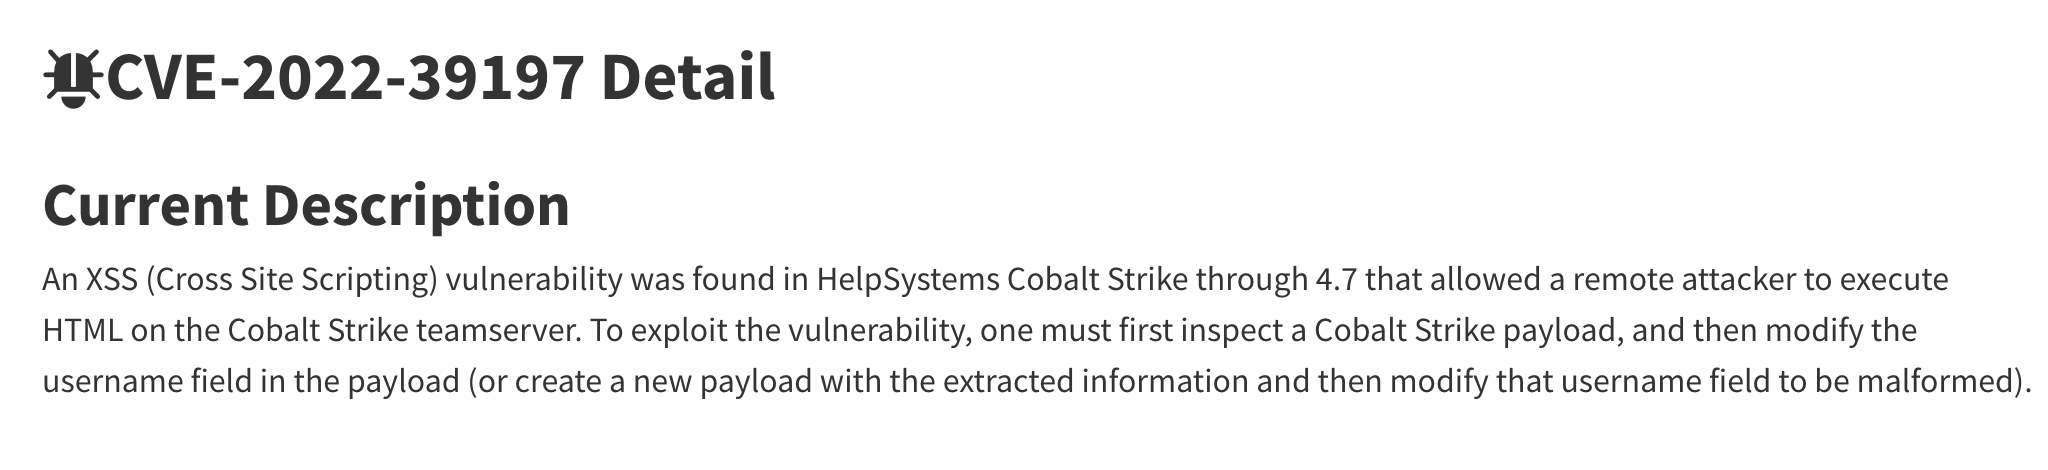 CVE-2022-39197 Detail
Current Description
An XSS (Cross Site Scripting) vulnerability was found in HelpSystems Cobalt Strike through 4.7 that allowed a remote attacker to execute
HTML on the Cobalt Strike teamserver. To exploit the vulnerability, one must first inspect a Cobalt Strike payload, and then modify the
username field in the payload (or create a new payload with the extracted information and then modify that username field to be malformed).